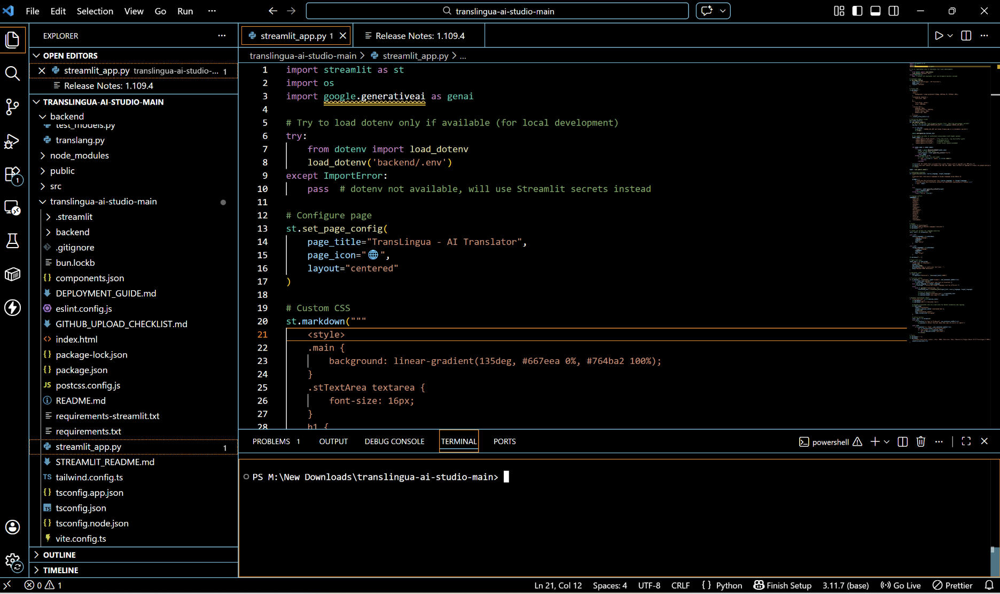 File Edit Selection View Go Run ...
translingua-ai-studio-main
EXPLORER
OPEN EDITORS
streamlit_app.py translingua-ai-studio-... 1
Release Notes: 1.109.4
TRANSLINGUA-AI-STUDIO-MAIN
backend
test_models.py
translang.py
node_modules
public
src
translingua-ai-studio-main
.streamlit
backend
.gitignore
bun.lockb
components.json
DEPLOYMENT_GUIDE.md
eslint.config.js
GITHUB_UPLOAD_CHECKLIST.md
index.html
package-lock.json
package.json
postcss.config.js
README.md
requirements-streamlit.txt
requirements.txt
streamlit_app.py 1
STREAMLIT_README.md
tailwind.config.ts
tsconfig.app.json
tsconfig.json
tsconfig.node.json
vite.config.ts
OUTLINE
TIMELINE
streamlit_app.py 1
Release Notes: 1.109.4
translingua-ai-studio-main > streamlit_app.py > ...
1 import streamlit as st
2 import os
3 import google.generativeai as genai
4
5 # Try to load dotenv only if available (for local development)
6 try:
7 from dotenv import load_dotenv
8 load_dotenv('backend/.env')
9 except ImportError:
10 pass # dotenv not available, will use Streamlit secrets instead
11
12 # Configure page
13 st.set_page_config(
14 page_title="TransLingua - AI Translator",
15 page_icon="🌐",
16 layout="centered"
17 )
18
19 # Custom CSS
20 st.markdown("""
21 <style>
22 .main {
23 background: linear-gradient(135deg, #667eea 0%, #764ba2 100%);
24 }
25 .stTextArea textarea {
26 font-size: 16px;
27 }
28 h1 {
PROBLEMS 1 OUTPUT DEBUG CONSOLE TERMINAL PORTS
powershell
PS M:\New Downloads\translingua-ai-studio-main>
0 1
Ln 21, Col 12 Spaces: 4 UTF-8 CRLF { } Python Finish Setup 3.11.7 (base) Go Live Prettier